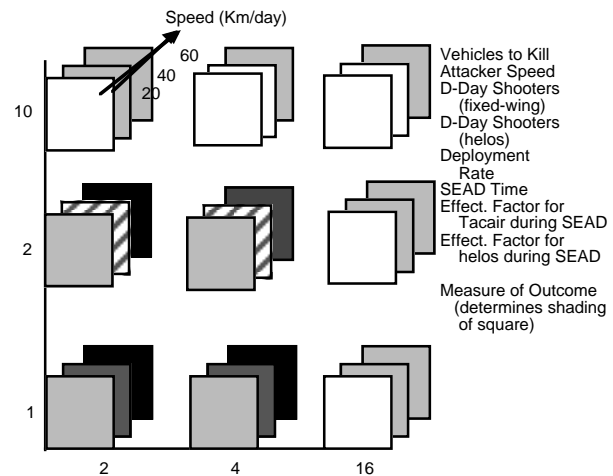 Speed (Km/day)
60
40
20
10
2
1
2
4
16
Vehicles to Kill
Attacker Speed
D-Day Shooters
(fixed-wing)
D-Day Shooters
(helos)
Deployment
Rate
SEAD Time
Effect. Factor for
Tacair during SEAD
Effect. Factor for
helos during SEAD
Measure of Outcome
(determines shading
of square)